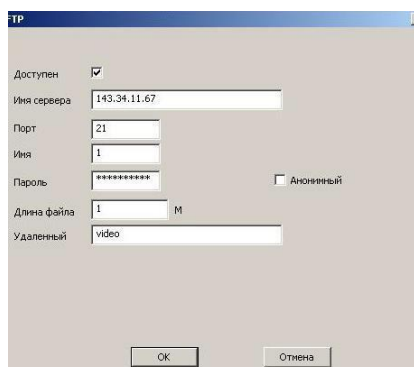 FTP
Доступен
Имя сервера 143.34.11.67
Порт 21
Имя 1
Пароль ********** Анонимный
Длина файла 1 М
Удаленный video
OK Отмена